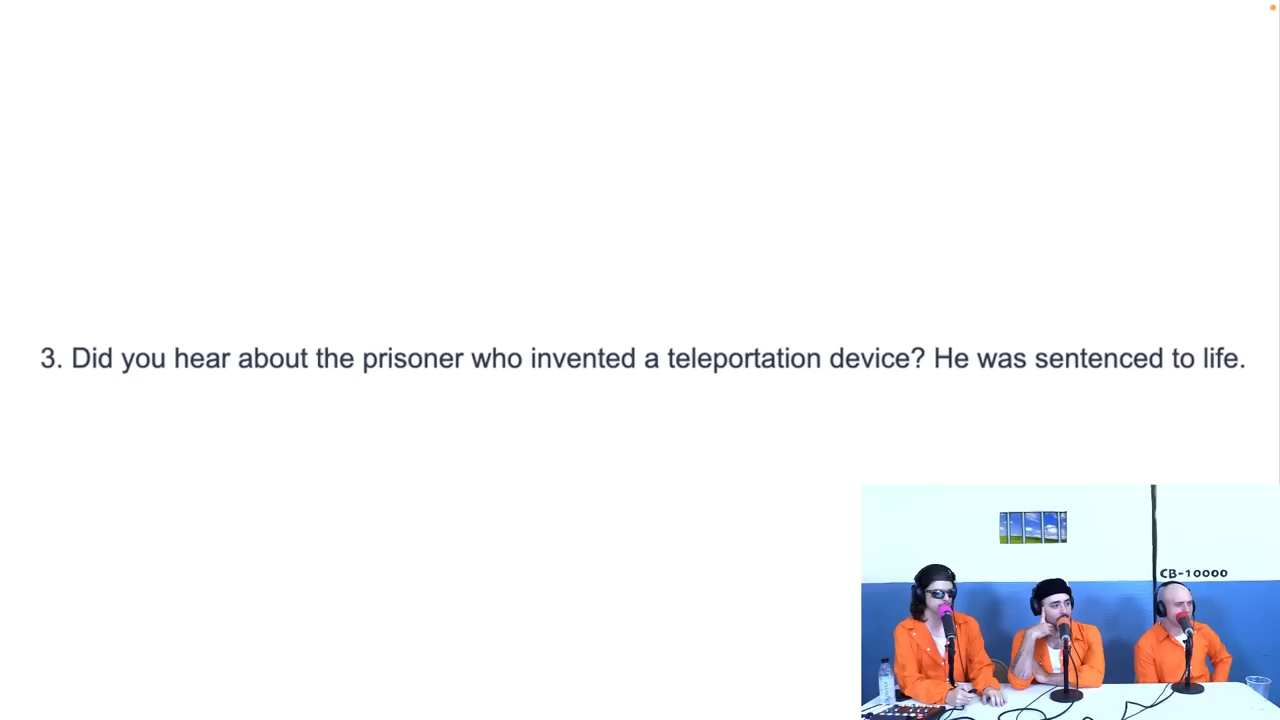 3. Did you hear about the prisoner who invented a teleportation device? He was sentenced to life.
CB-10000